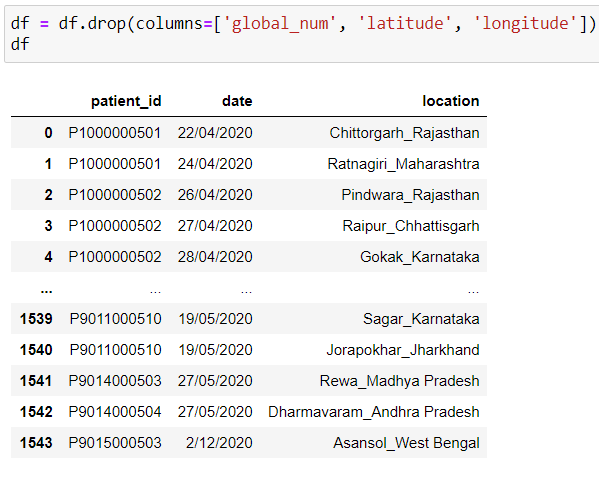 df = df.drop(columns=['global_num', 'latitude', 'longitude'])
df
patient_id date location
0 P1000000501 22/04/2020 Chittorgarh_Rajasthan
1 P1000000501 24/04/2020 Ratnagiri_Maharashtra
2 P1000000502 26/04/2020 Pindwara_Rajasthan
3 P1000000502 27/04/2020 Raipur_Chhattisgarh
4 P1000000502 28/04/2020 Gokak_Karnataka
... ... ... ...
1539 P9011000510 19/05/2020 Sagar_Karnataka
1540 P9011000510 19/05/2020 Jorapokhar_Jharkhand
1541 P9014000503 27/05/2020 Rewa_Madhya Pradesh
1542 P9014000504 27/05/2020 Dharmavaram_Andhra Pradesh
1543 P9015000503 2/12/2020 Asansol_West Bengal